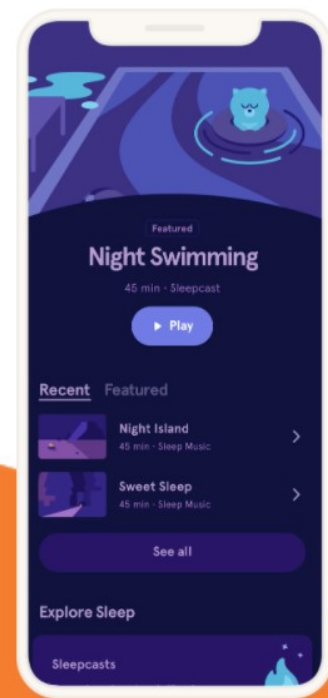 Featured
Night Swimming
45 min · Sleepcast
Play
Recent Featured
Night Island
45 min · Sleep Music
Sweet Sleep
45 min · Sleep Music
See all
Explore Sleep
Sleepcasts